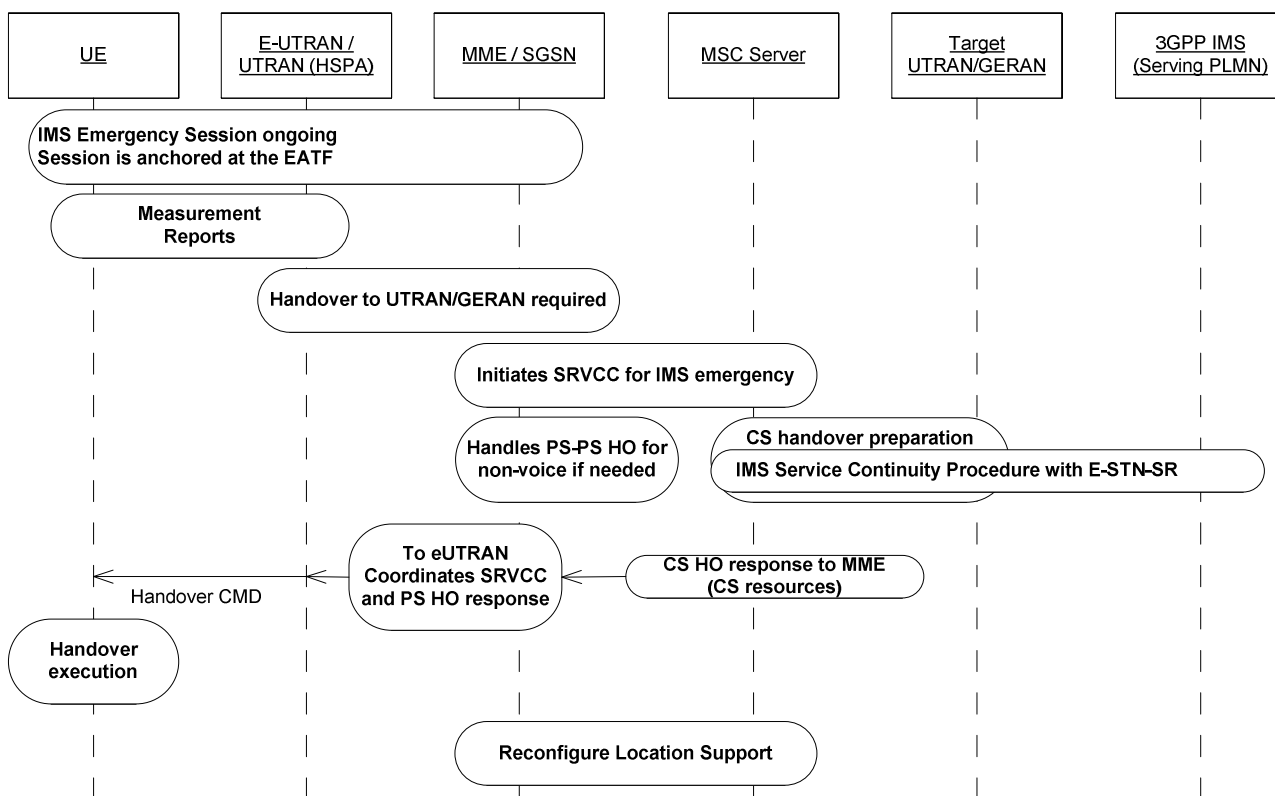 UE
E-UTRAN /
UTRAN (HSPA)
MME / SGSN
MSC Server
Target
UTRAN/GERAN
3GPP IMS
(Serving PLMN)
IMS Emergency Session ongoing
Session is anchored at the EATF
Measurement
Reports
Handover to UTRAN/GERAN required
Initiates SRVCC for IMS emergency
Handles PS-PS HO for
non-voice if needed
CS handover preparation
IMS Service Continuity Procedure with E-STN-SR
To eUTRAN
Coordinates SRVCC
and PS HO response
CS HO response to MME
(CS resources)
Handover CMD
Handover
execution
Reconfigure Location Support